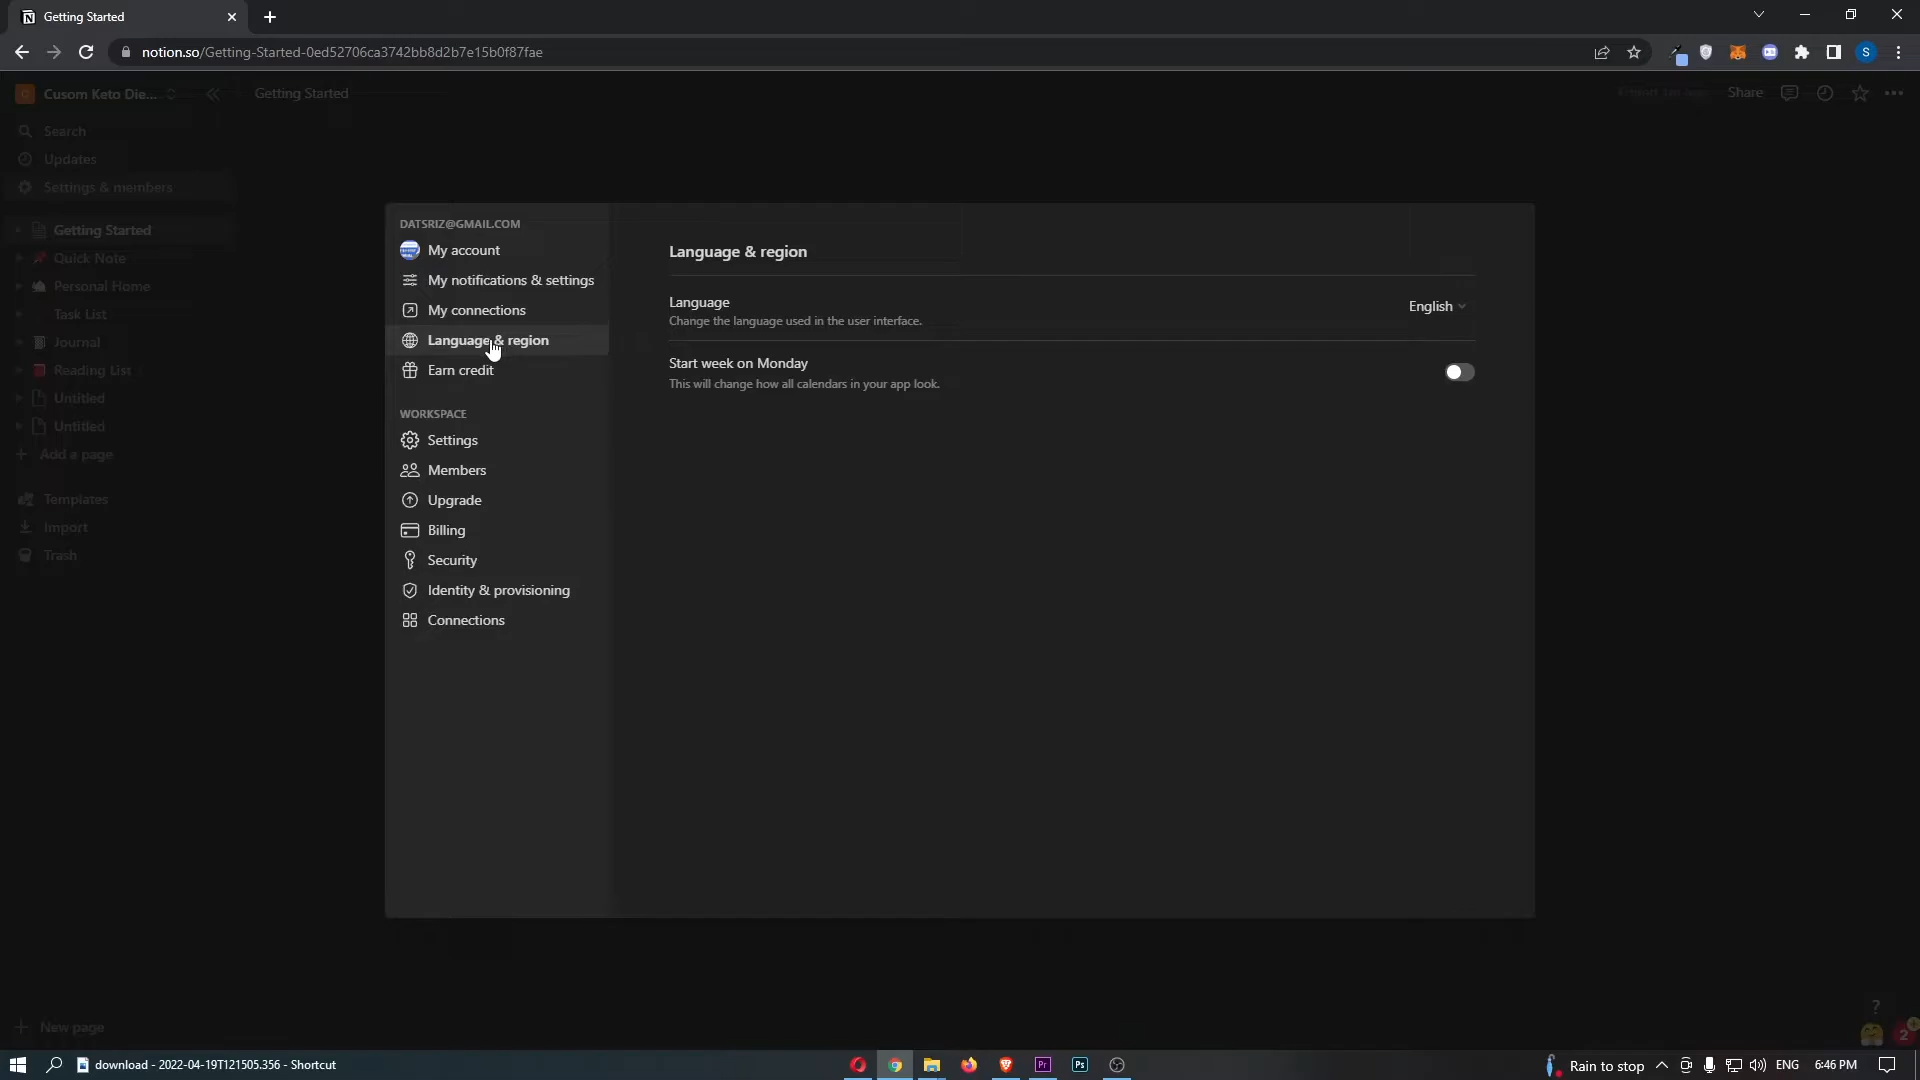 Getting Started
notion.so/Getting-Started-0ed52706ca3742bb8d2b7e15b0f87fae
S
Cusom Keto Die...
Getting Started
Share
Search
Updates
Settings & members
Getting Started
Quick Note
Personal Home
Task List
Journal
Reading List
Untitled
Untitled
Add a page
Templates
Import
Trash
New page
DATSRIZ@GMAIL.COM
My account
My notifications & settings
My connections
Language & region
Earn credit
WORKSPACE
Settings
Members
Upgrade
Billing
Security
Identity & provisioning
Connections
Language & region
Language
English
Change the language used in the user interface.
Start week on Monday
This will change how all calendars in your app look.
?
2
download - 2022-04-19T121505.356 - Shortcut
Pr
Ps
Rain to stop
ENG
6:46 PM